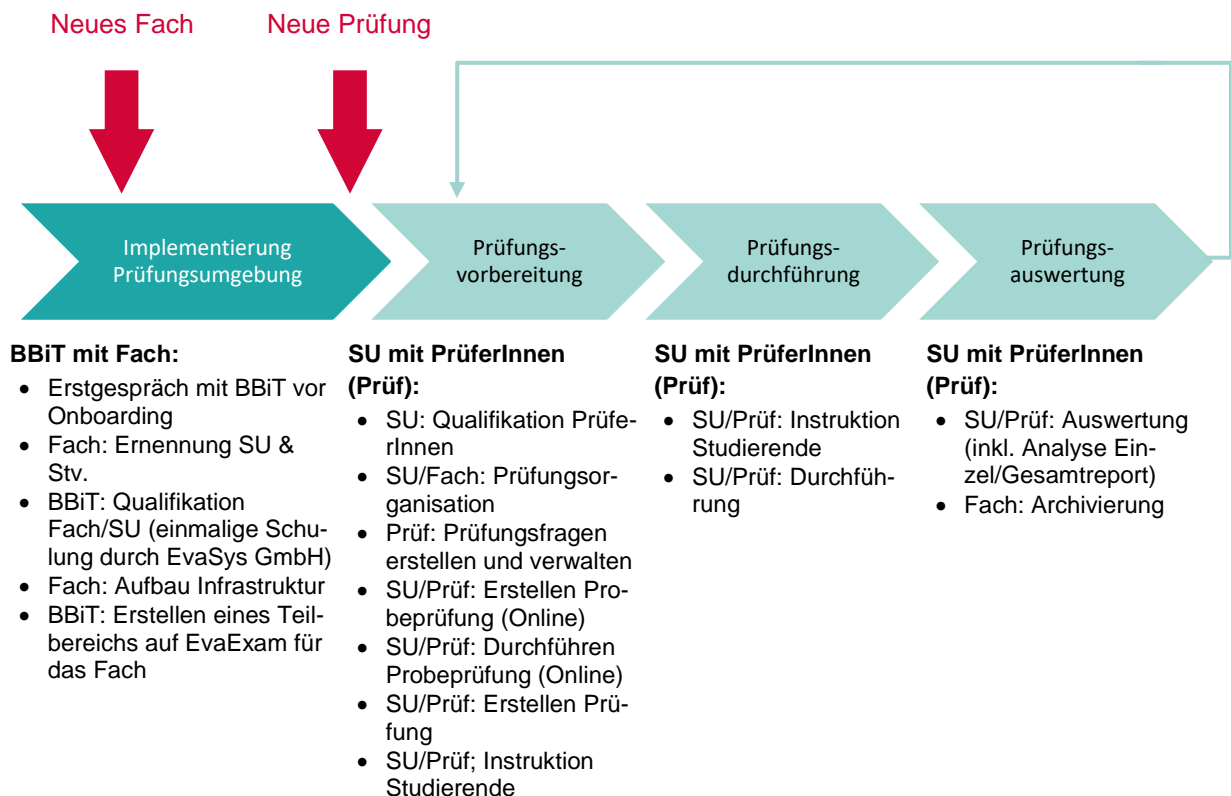 Neues Fach
Neue Prüfung
Implementierung
Prüfungsumgebung
Prüfungs-
vorbereitung
Prüfungs-
durchführung
Prüfungs-
auswertung
BBiT mit Fach:
• Erstgespräch mit BBiT vor
Onboarding
• Fach: Ernennung SU &
Stv.
• BBiT: Qualifikation
Fach/SU (einmalige Schu-
lung durch EvaSys GmbH)
• Fach: Aufbau Infrastruktur
• BBiT: Erstellen eines Teil-
bereichs auf EvaExam für
das Fach
SU mit PrüferInnen
(Prüf):
• SU: Qualifikation Prüfe-
rInnen
• SU/Fach: Prüfungsor-
ganisation
• Prüf: Prüfungsfragen
erstellen und verwalten
• SU/Prüf: Erstellen Pro-
beprüfung (Online)
• SU/Prüf: Durchführen
Probeprüfung (Online)
• SU/Prüf: Erstellen Prü-
fung
• SU/Prüf; Instruktion
Studierende
SU mit PrüferInnen
(Prüf):
• SU/Prüf: Instruktion
Studierende
• SU/Prüf: Durchfüh-
rung
SU mit PrüferInnen
(Prüf):
• SU/Prüf: Auswertung
(inkl. Analyse Ein-
zel/Gesamtreport)
• Fach: Archivierung